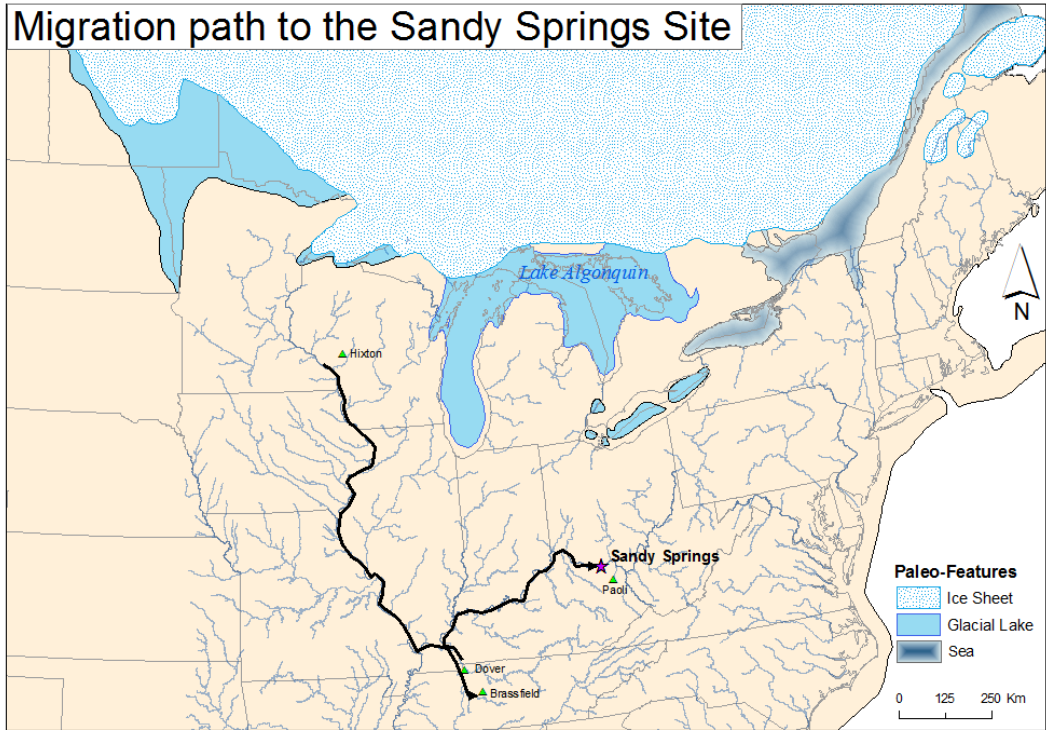 Migration path to the Sandy Springs Site
Lake Algonquin
N
Hixton
Sandy Springs
Paoli
Dover
Brassfield
Paleo-Features
Ice Sheet
Glacial Lake
Sea
0 125 250 Km